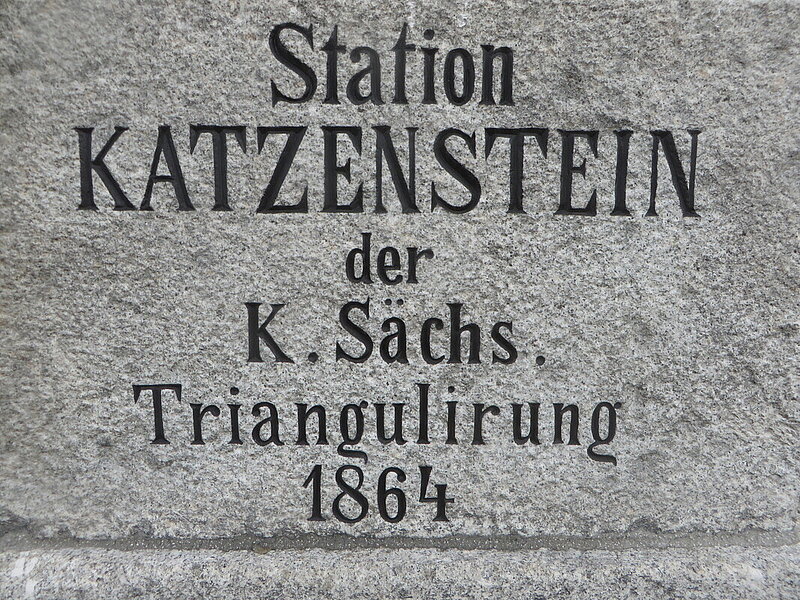 Station
KATZENSTEIN
der
K. Sächs.
Triangulirung
1864